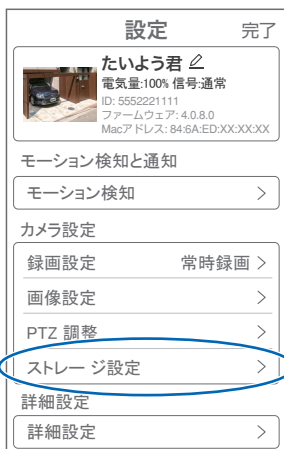 設定 完了
たいよう君
電気量:100% 信号:通常
ID: 5552221111
ファームウェア: 4.0.8.0
Macアドレス: 84:6A:ED:XX:XX:XX
モーション検知と通知
モーション検知
カメラ設定
録画設定 常時録画
画像設定
PTZ 調整
ストレージ設定
詳細設定
詳細設定